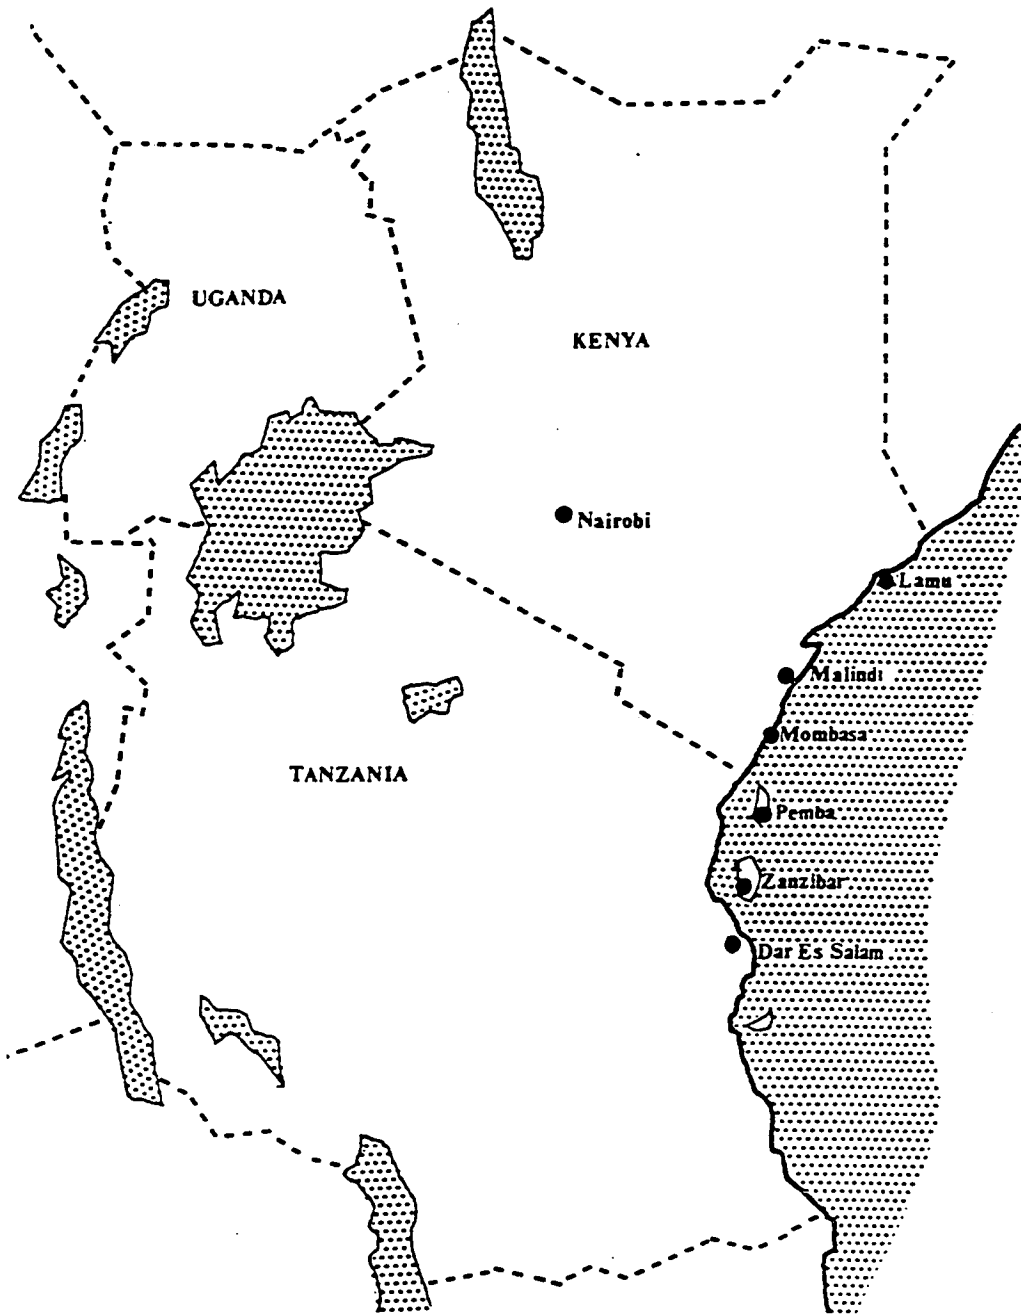 UGANDA
KENYA
Nairobi
Lamu
Malindi
Mombasa
TANZANIA
Pemba
Zanzibar
Dar Es Salam